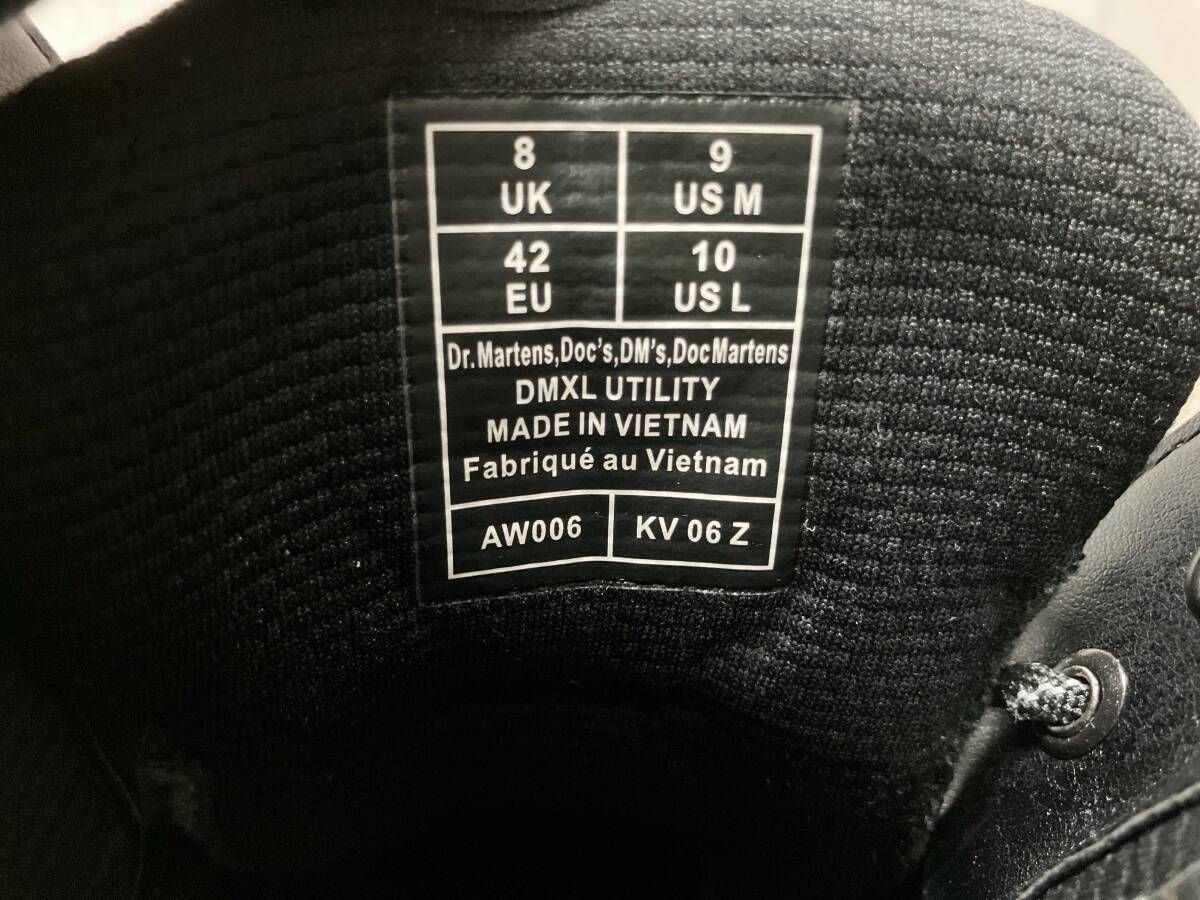 8
UK
9
US M
42
EU
10
US L
Dr.Martens,Doc's,DM's,DocMartens
DMXL UTILITY
MADE IN VIETNAM
Fabriqué au Vietnam
AW006
KV 06 Z